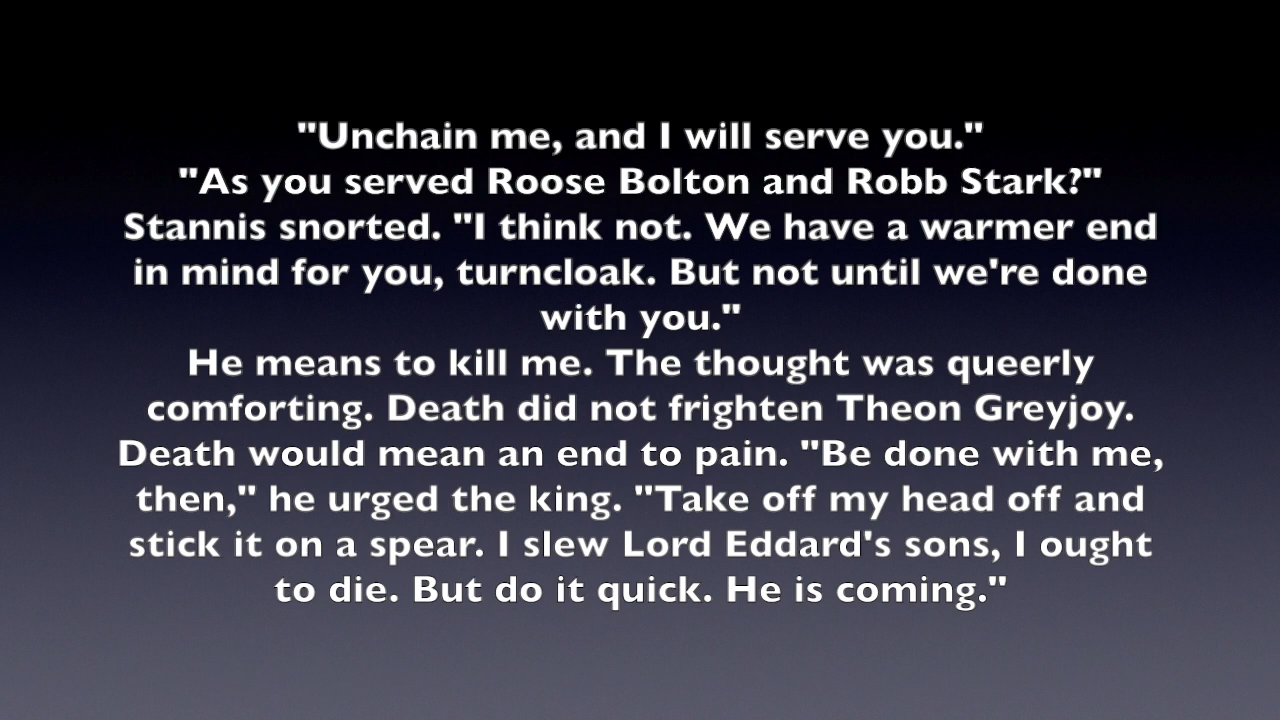 "Unchain me, and I will serve you."
"As you served Roose Bolton and Robb Stark?"
Stannis snorted. "I think not. We have a warmer end
in mind for you, turncloak. But not until we're done
with you."
He means to kill me. The thought was queerly
comforting. Death did not frighten Theon Greyjoy.
Death would mean an end to pain. "Be done with me,
then," he urged the king. "Take off my head off and
stick it on a spear. I slew Lord Eddard's sons, I ought
to die. But do it quick. He is coming."